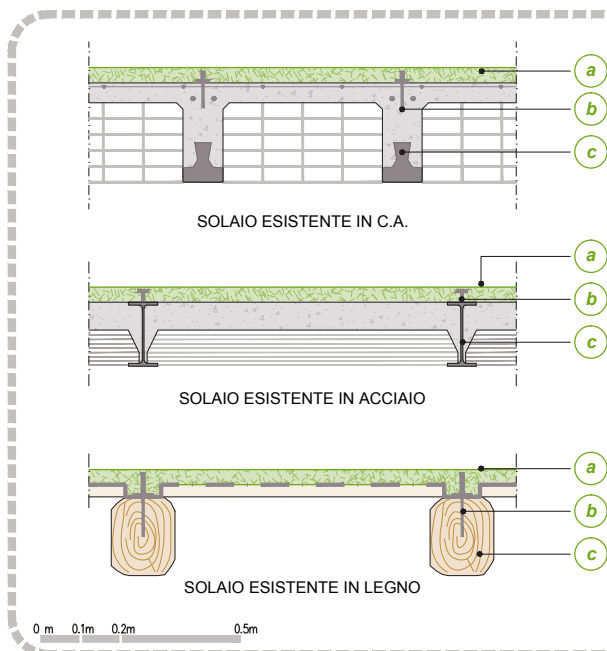 a
b
c
SOLAIO ESISTENTE IN C.A.
a
b
c
SOLAIO ESISTENTE IN ACCIAIO
a
b
c
SOLAIO ESISTENTE IN LEGNO
0 m 0.1m 0.2m 0.5m